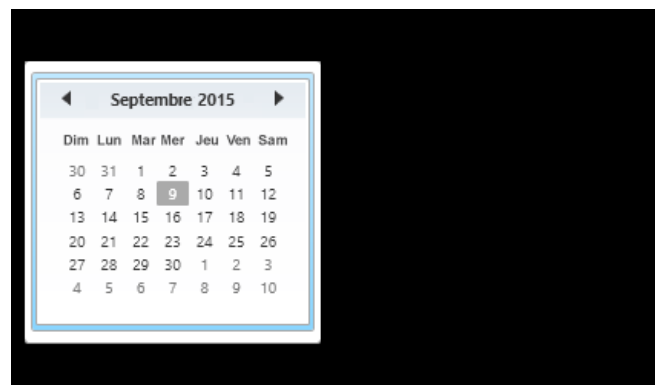 Septembre 2015
Dim Lun Mar Mer Jeu Ven Sam
30 31 1 2 3 4 5
6 7 8 9 10 11 12
13 14 15 16 17 18 19
20 21 22 23 24 25 26
27 28 29 30 1 2 3
4 5 6 7 8 9 10